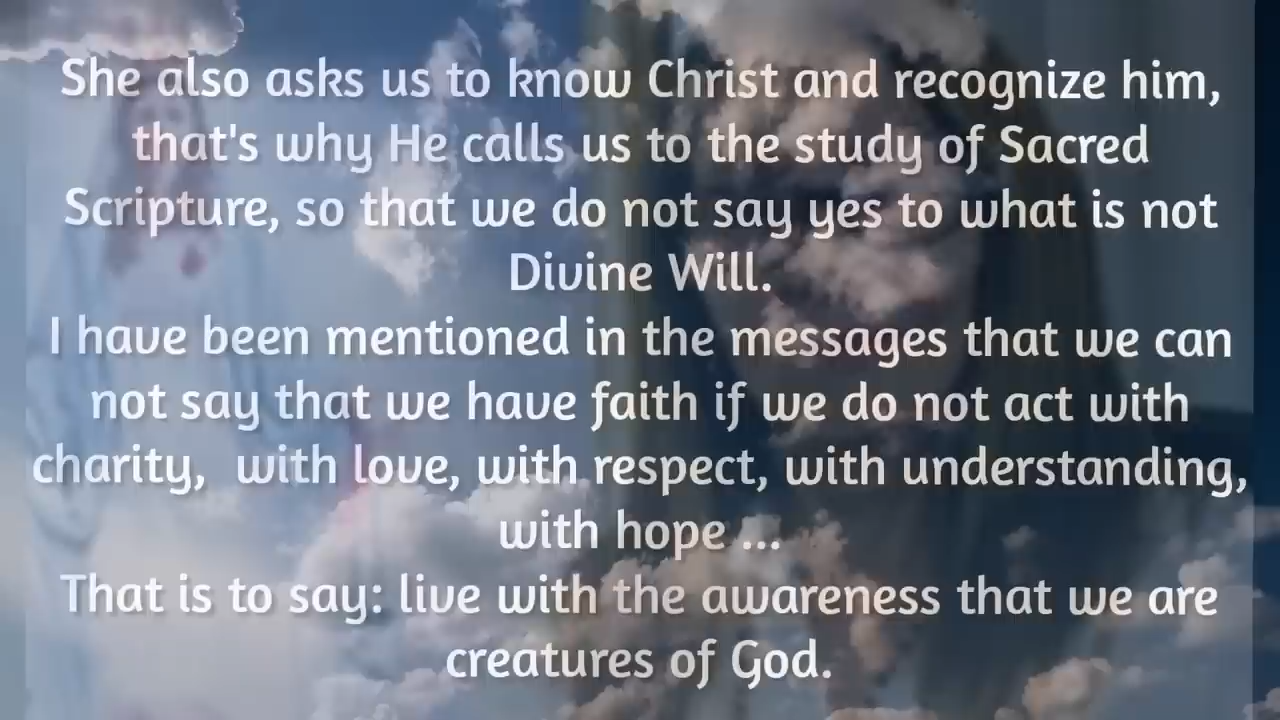 She also asks us to know Christ and recognize him,
that's why He calls us to the study of Sacred
Scripture, so that we do not say yes to what is not
Divine Will.
I have been mentioned in the messages that we can
not say that we have faith if we do not act with
charity,  with love, with respect, with understanding,
with hope ...
That is to say: live with the awareness that we are
creatures of God.